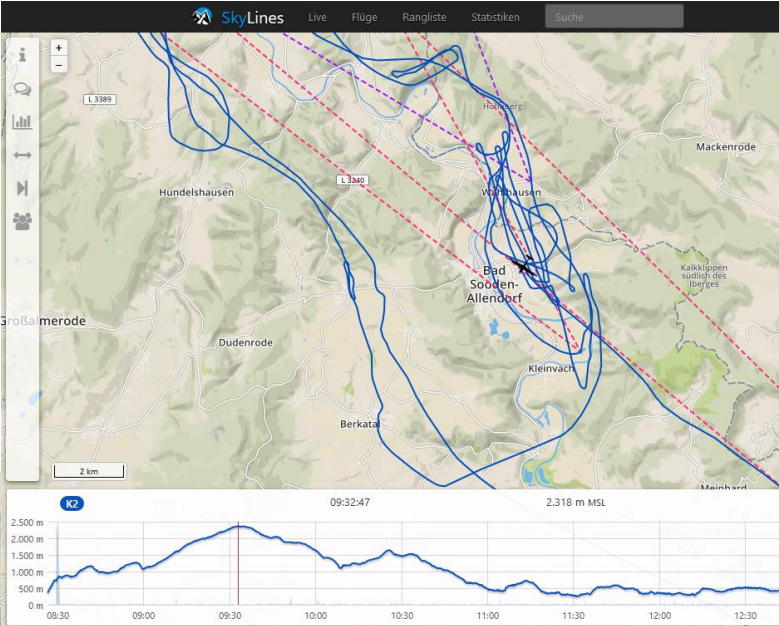 SkyLines Live Flüge Rangliste Statistiken Suche
+
−
L 3389
Hohberg
Mackenrode
L 3240
Hundelshausen
Wahlhausen
Bad
Sooden-
Allendorf
Kalkklippen
südlich des
Iberges
Großalmerode
Dudenrode
Kleinvach
Berkatal
2 km
Meinhard
K2 09:32:47 2.318 m MSL
2.500 m
2.000 m
1.500 m
1.000 m
500 m
0 m
08:30 09:00 09:30 10:00 10:30 11:00 11:30 12:00 12:30